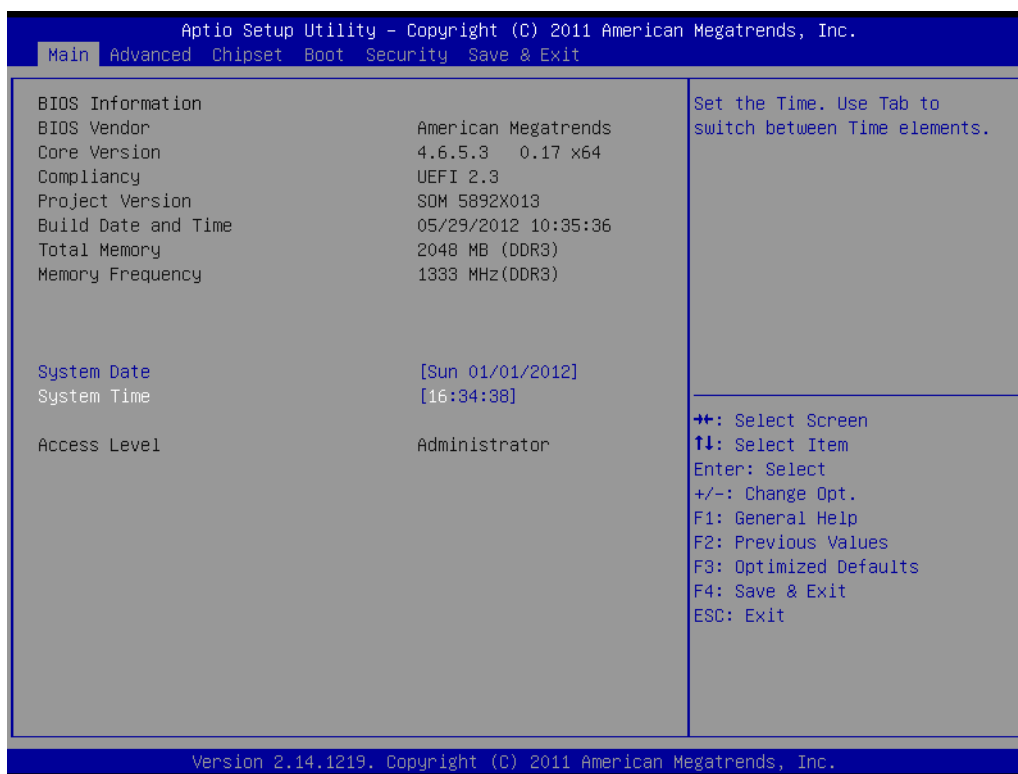 Aptio Setup Utility – Copyright (C) 2011 American Megatrends, Inc.
Main Advanced Chipset Boot Security Save & Exit
BIOS Information
BIOS Vendor American Megatrends
Core Version 4.6.5.3 0.17 x64
Compliancy UEFI 2.3
Project Version SOM 5892X013
Build Date and Time 05/29/2012 10:35:36
Total Memory 2048 MB (DDR3)
Memory Frequency 1333 MHz(DDR3)
System Date [Sun 01/01/2012]
System Time [16:34:38]
Access Level Administrator
Set the Time. Use Tab to
switch between Time elements.
→←: Select Screen
↑↓: Select Item
Enter: Select
+/-: Change Opt.
F1: General Help
F2: Previous Values
F3: Optimized Defaults
F4: Save & Exit
ESC: Exit
Version 2.14.1219. Copyright (C) 2011 American Megatrends, Inc.